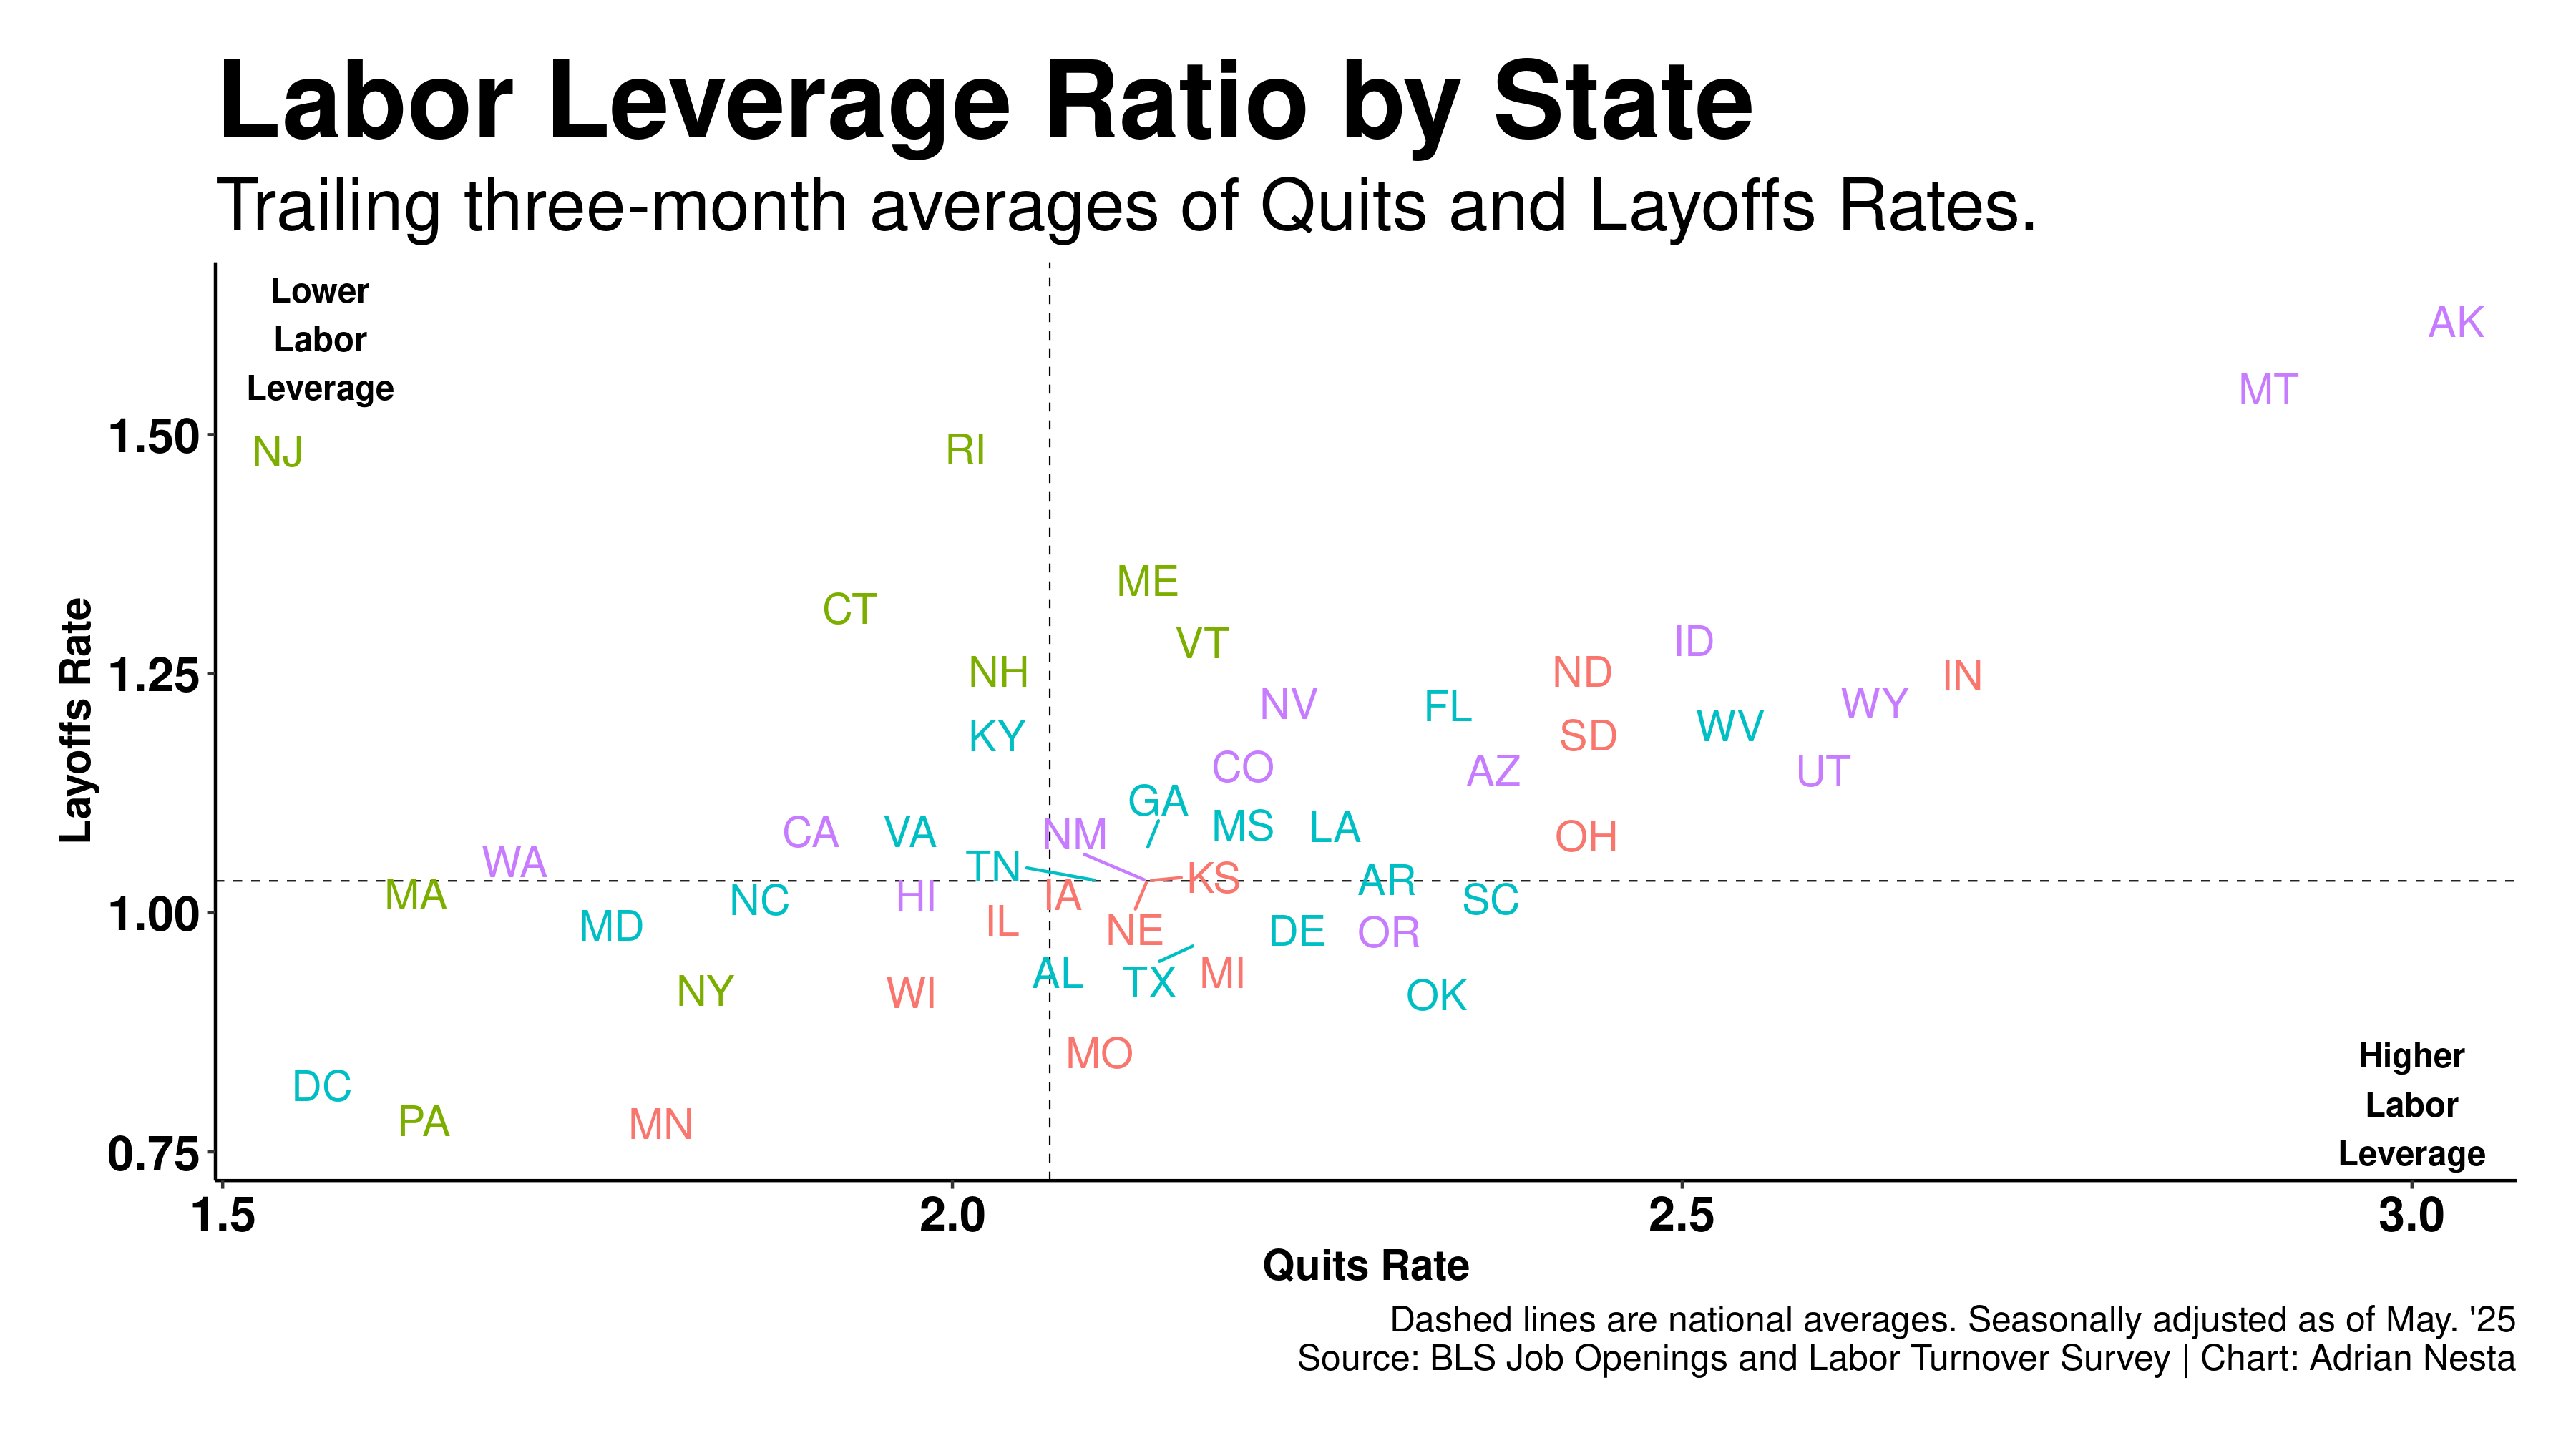 Labor Leverage Ratio by State
Trailing three-month averages of Quits and Layoffs Rates.
Lower
Labor
Leverage
AK
MT
1.50
NJ
RI
ME
CT
VT
ID
1.25
NH
ND
IN
NV
FL
WY
WV
KY
SD
CO
AZ
UT
GA
MS
LA
OH
CA
VA
NM
WA
TN
KS
AR
MA
HI
IA
NC
SC
1.00
IL
MD
NE
DE
OR
AL
TX
MI
NY
WI
OK
MO
DC
PA
MN
Higher
Labor
Leverage
0.75
Layoffs Rate
1.5
2.0
2.5
3.0
Quits Rate
Dashed lines are national averages. Seasonally adjusted as of May. '25
Source: BLS Job Openings and Labor Turnover Survey | Chart: Adrian Nesta